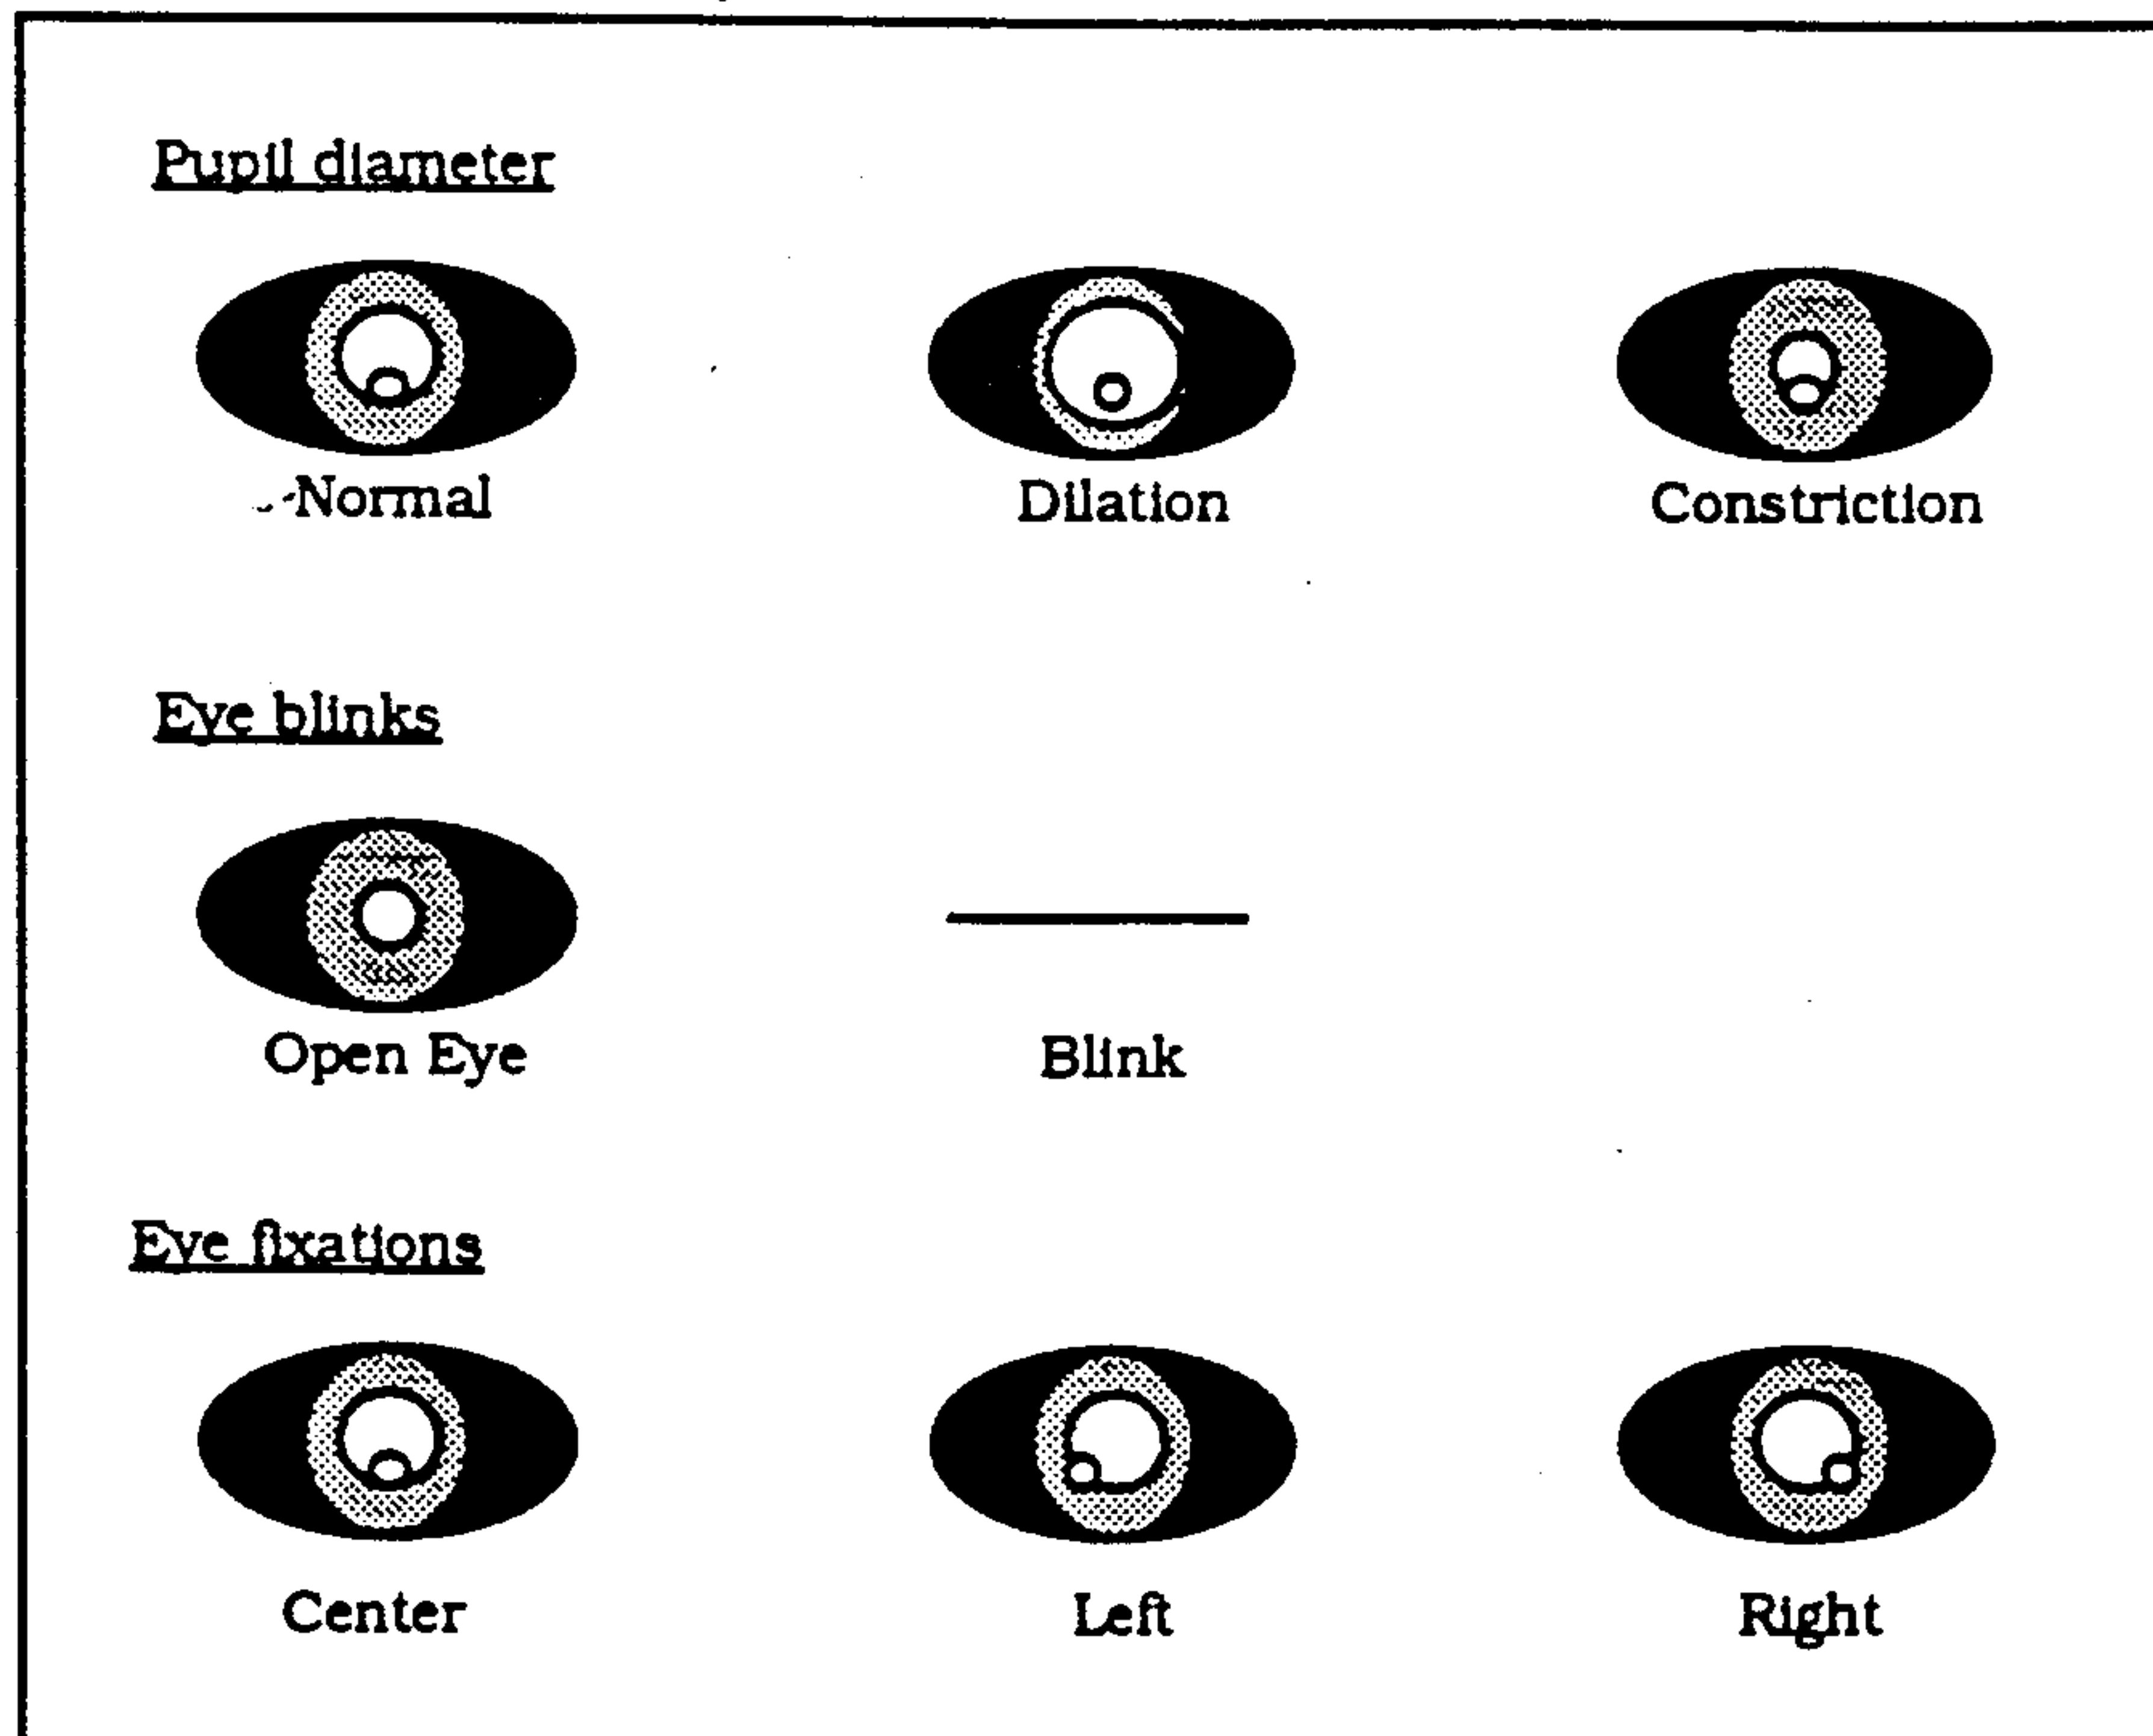 Pupil diameter
Normal Dilation Constriction
Eye blinks
Open Eye Blink
Eye fixations
Center Left Right